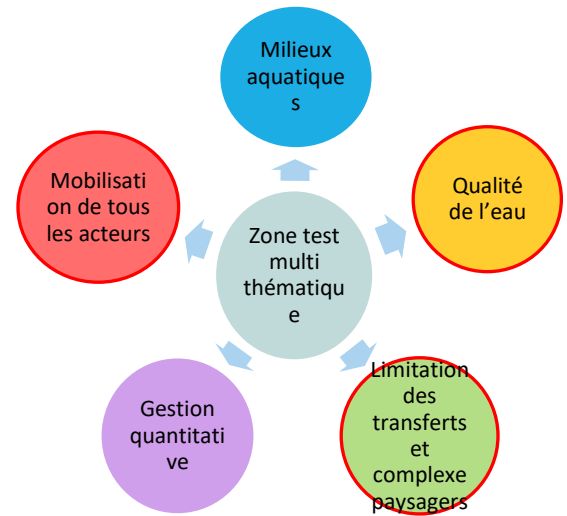 Milieux
aquatique
s
Qualité
de l’eau
Limitation
des
transferts
et
complexe
paysagers
Gestion
quantitati
ve
Mobilisati
on de tous
les acteurs
Zone test
multi
thématiqu
e